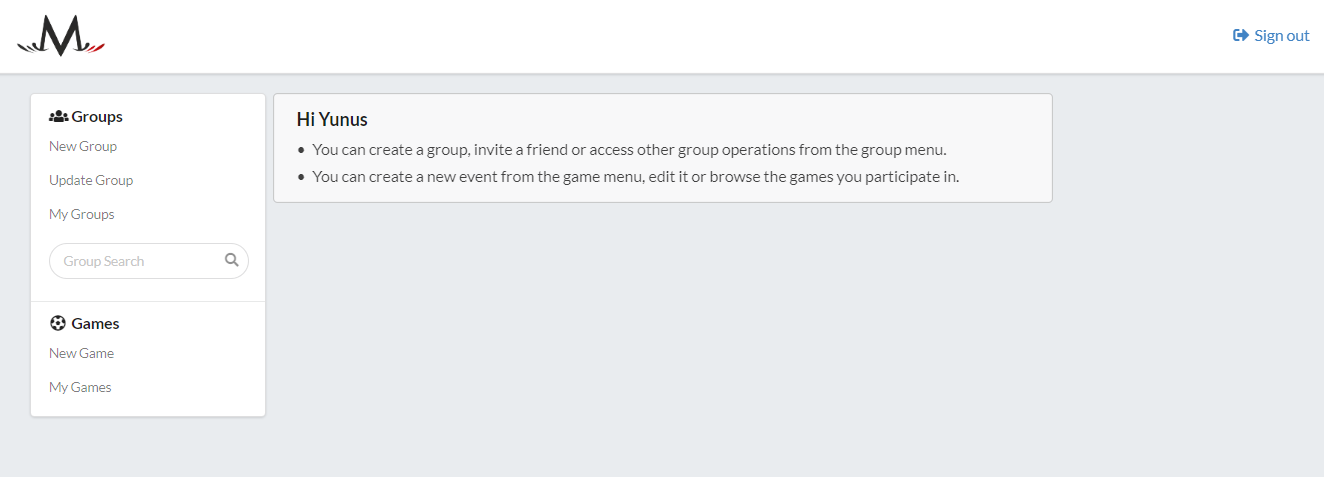 M
Sign out
Groups
New Group
Update Group
My Groups
Group Search
Games
New Game
My Games
Hi Yunus
• You can create a group, invite a friend or access other group operations from the group menu.
• You can create a new event from the game menu, edit it or browse the games you participate in.